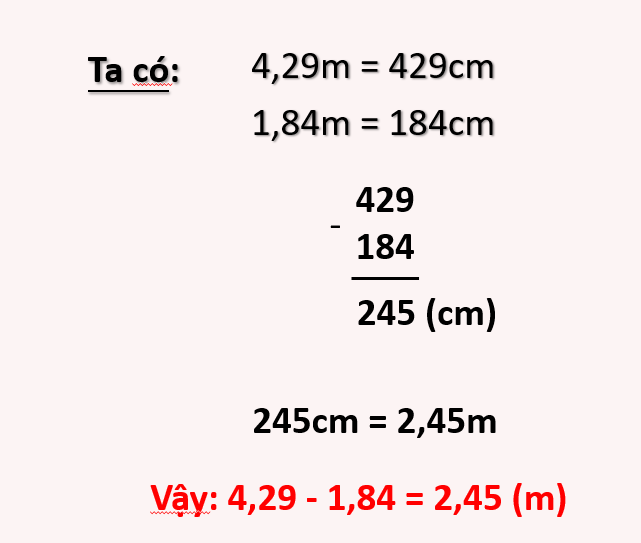 Ta có: 4,29m = 429cm
1,84m = 184cm
429
-
184
245 (cm)
245cm = 2,45m
Vậy: 4,29 - 1,84 = 2,45 (m)